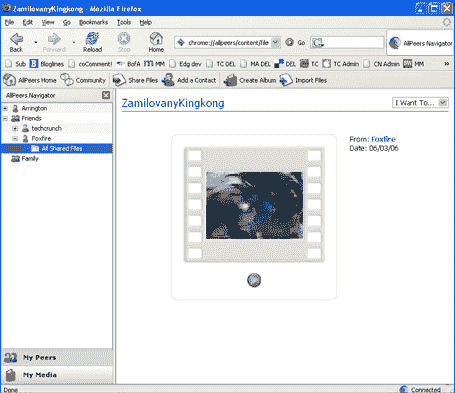 ZamilovanyKingkong - Mozilla Firefox
File Edit View Go Bookmarks Tools Help
Back Forward Reload Stop Home chrome://allpeers/content/file Go AllPeers Navigator
Sub Bloglines coComment! BofA MM Edg dev TC DEL MA DEL DEL TC TC Admin CN Admin MM
AllPeers Home Community Share Files Add a Contact Create Album Import Files
AllPeers Navigator
Arrington
Friends
techcrunch
Foxfire
All Shared Files
Family
ZamilovanyKingkong
I Want To...
From: Foxfire
Date: 06/03/06
My Peers
My Media
Done
Connected